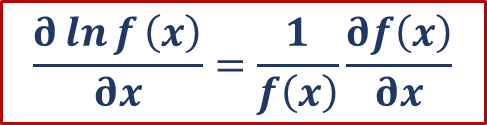 ∂ ln f(x) / ∂x = 1 / f(x) ∂f(x) / ∂x